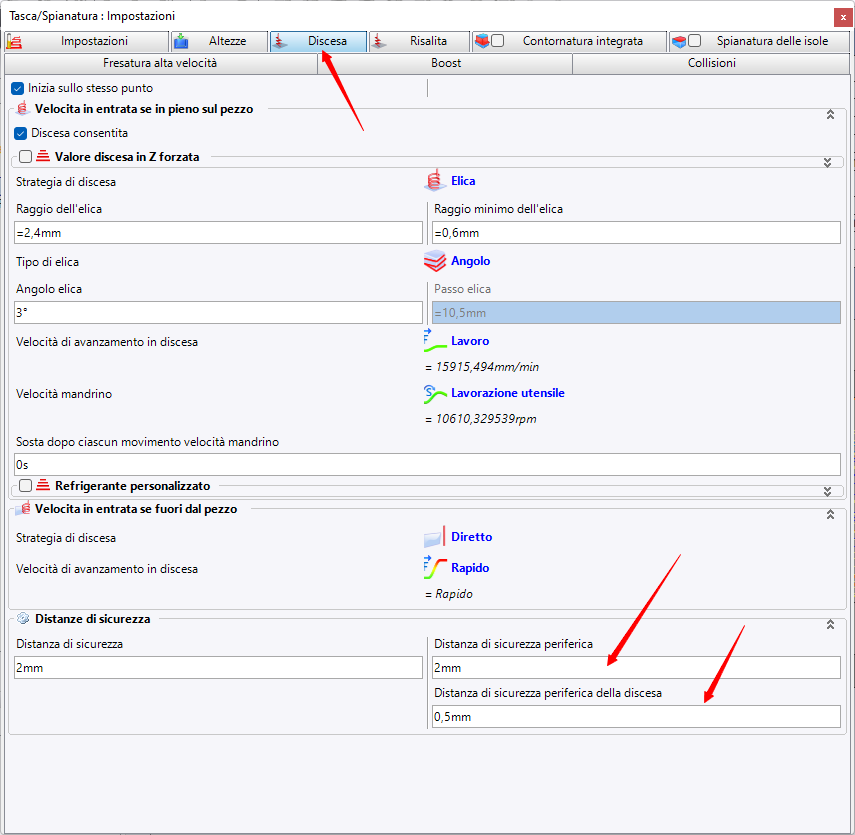 Tasca/Spianatura : Impostazioni
Impostazioni Altezze Discesa Risalita Contornatura integrata Spianatura delle isole
Fresatura alta velocità Boost Collisioni
Inizia sullo stesso punto
Velocita in entrata se in pieno sul pezzo
Discesa consentita
Valore discesa in Z forzata
Strategia di discesa Elica
Raggio dell'elica Raggio minimo dell'elica
=2,4mm =0,6mm
Tipo di elica Angolo
Angolo elica Passo elica
3° =10,5mm
Velocità di avanzamento in discesa Lavoro
= 15915,494mm/min
Velocità mandrino Lavorazione utensile
= 10610,329539rpm
Sosta dopo ciascun movimento velocità mandrino
0s
Refrigerante personalizzato
Velocita in entrata se fuori dal pezzo
Strategia di discesa Diretto
Velocità di avanzamento in discesa Rapido
= Rapido
Distanze di sicurezza
Distanza di sicurezza Distanza di sicurezza periferica
2mm 2mm
Distanza di sicurezza periferica della discesa
0,5mm